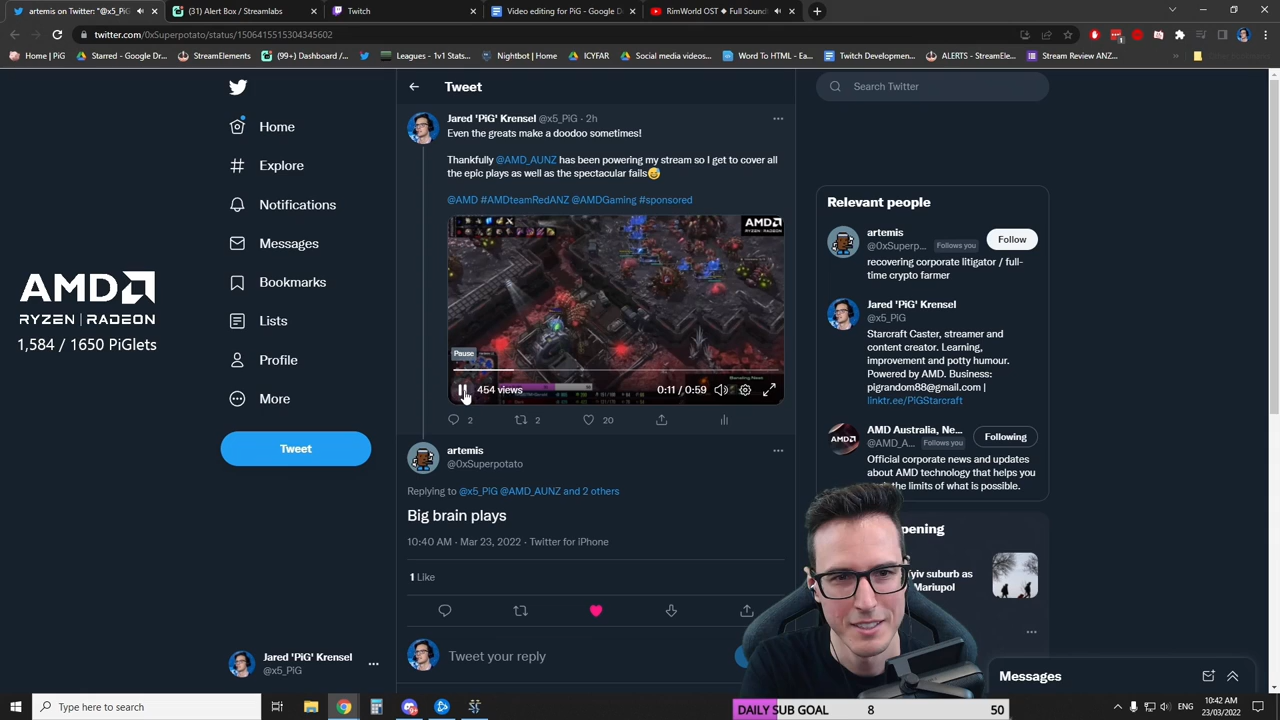 artemis on Twitter: "@x5_PiG
(31) Alert Box / Streamlabs
Twitch
Video editing for PiG - Google D
RimWorld OST ♦ Full Sound
twitter.com/0xSuperpotato/status/1506415515304345602
Home | PiG
Starred - Google Dr...
StreamElements
(99+) Dashboard / ...
Leagues - 1v1 Stats...
Nightbot | Home
ICYFAR
Social media videos...
Word To HTML - Ea...
Twitch Development
ALERTS - StreamEle...
Stream Review ANZ...
Other bookmarks
Home
Explore
Notifications
Messages
Bookmarks
Lists
Profile
More
Tweet
Jared 'PiG' Krensel
@x5_PiG
AMD
RYZEN | RADEON
1,584 / 1650 PiGlets
Tweet
Jared 'PiG' Krensel @x5_PiG · 2h
Even the greats make a doodoo sometimes!
Thankfully @AMD_AUNZ has been powering my stream so I get to cover all
the epic plays as well as the spectacular fails😅
@AMD #AMDteamRedANZ @AMDGaming #sponsored
AMD
RYZEN | RADEON
Pause
454 views
0:11 / 0:59
2
2
20
artemis
@0xSuperpotato
Replying to @x5_PiG @AMD_AUNZ and 2 others
Big brain plays
10:40 AM · Mar 23, 2022 · Twitter for iPhone
1 Like
Tweet your reply
Search Twitter
Relevant people
artemis
@0xSuperp... Follows you
Follow
recovering corporate litigator / full-
time crypto farmer
Jared 'PiG' Krensel
@x5_PiG
Starcraft Caster, streamer and
content creator. Learning,
improvement and potty humour.
Powered by AMD. Business:
pigrandom88@gmail.com |
linktr.ee/PiGStarcraft
AMD Australia, Ne...
@AMD_A... Follows you
Following
Official corporate news and updates
about AMD technology that helps you
the limits of what is possible.
pening
yiv suburb as
Mariupol
Messages
Type here to search
DAILY SUB GOAL 8 50
ENG
10:42 AM
23/03/2022